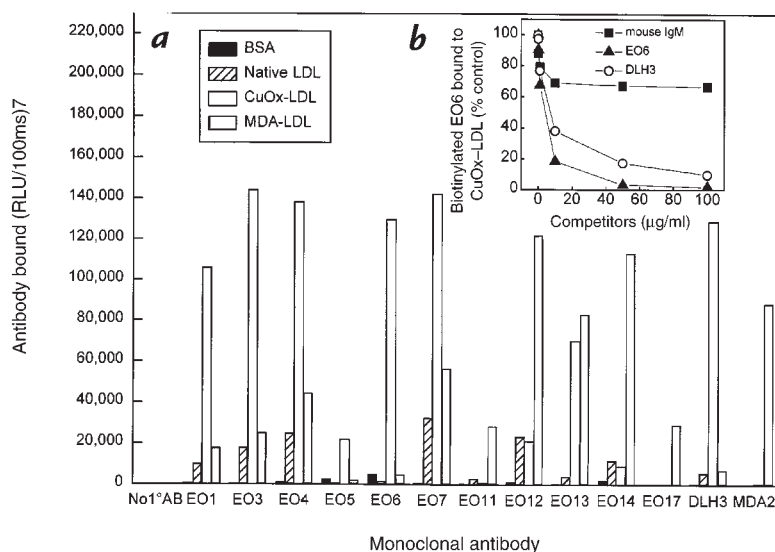 a
BSA
Native LDL
CuOx-LDL
MDA-LDL
b
mouse IgM
EO6
DLH3
Biotinylated EO6 bound to
CuOx–LDL (% control)
100
80
60
40
20
0
0 20 40 60 80 100
Competitors (µg/ml)
Antibody bound (RLU/100ms)7
220,000
200,000
180,000
160,000
140,000
120,000
100,000
80,000
60,000
40,000
20,000
0
No1°AB EO1 EO3 EO4 EO5 EO6 EO7 EO11 EO12 EO13 EO14 EO17 DLH3 MDA2
Monoclonal antibody